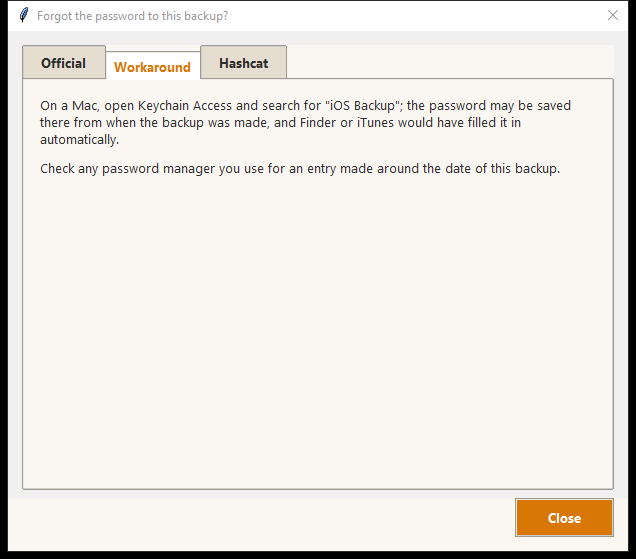 Forgot the password to this backup?
Official
Workaround
Hashcat
On a Mac, open Keychain Access and search for "iOS Backup"; the password may be saved
there from when the backup was made, and Finder or iTunes would have filled it in
automatically.
Check any password manager you use for an entry made around the date of this backup.
Close